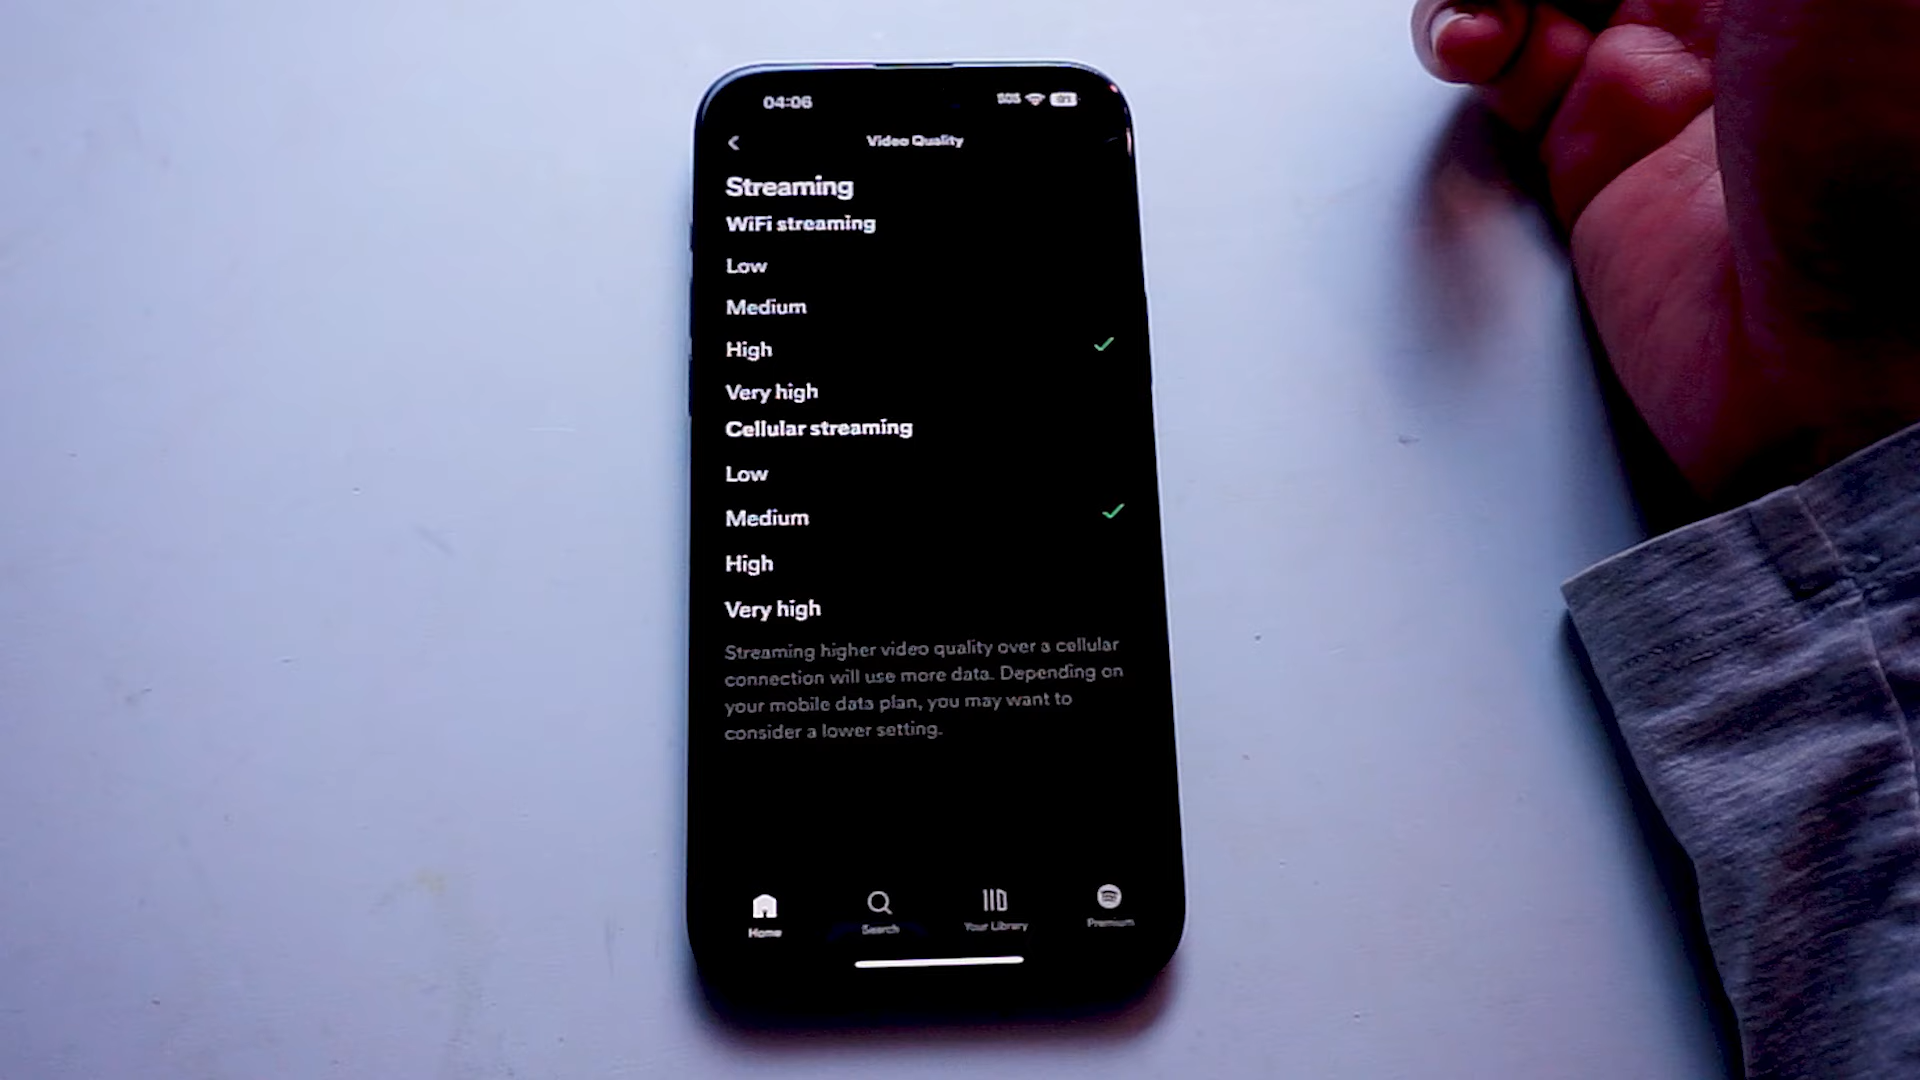 04:06 SOS
Video Quality
Streaming
WiFi streaming
Low
Medium
High
Very high
Cellular streaming
Low
Medium
High
Very high
Streaming higher video quality over a cellular
connection will use more data. Depending on
your mobile data plan, you may want to
consider a lower setting.
Home Search Your Library Premium